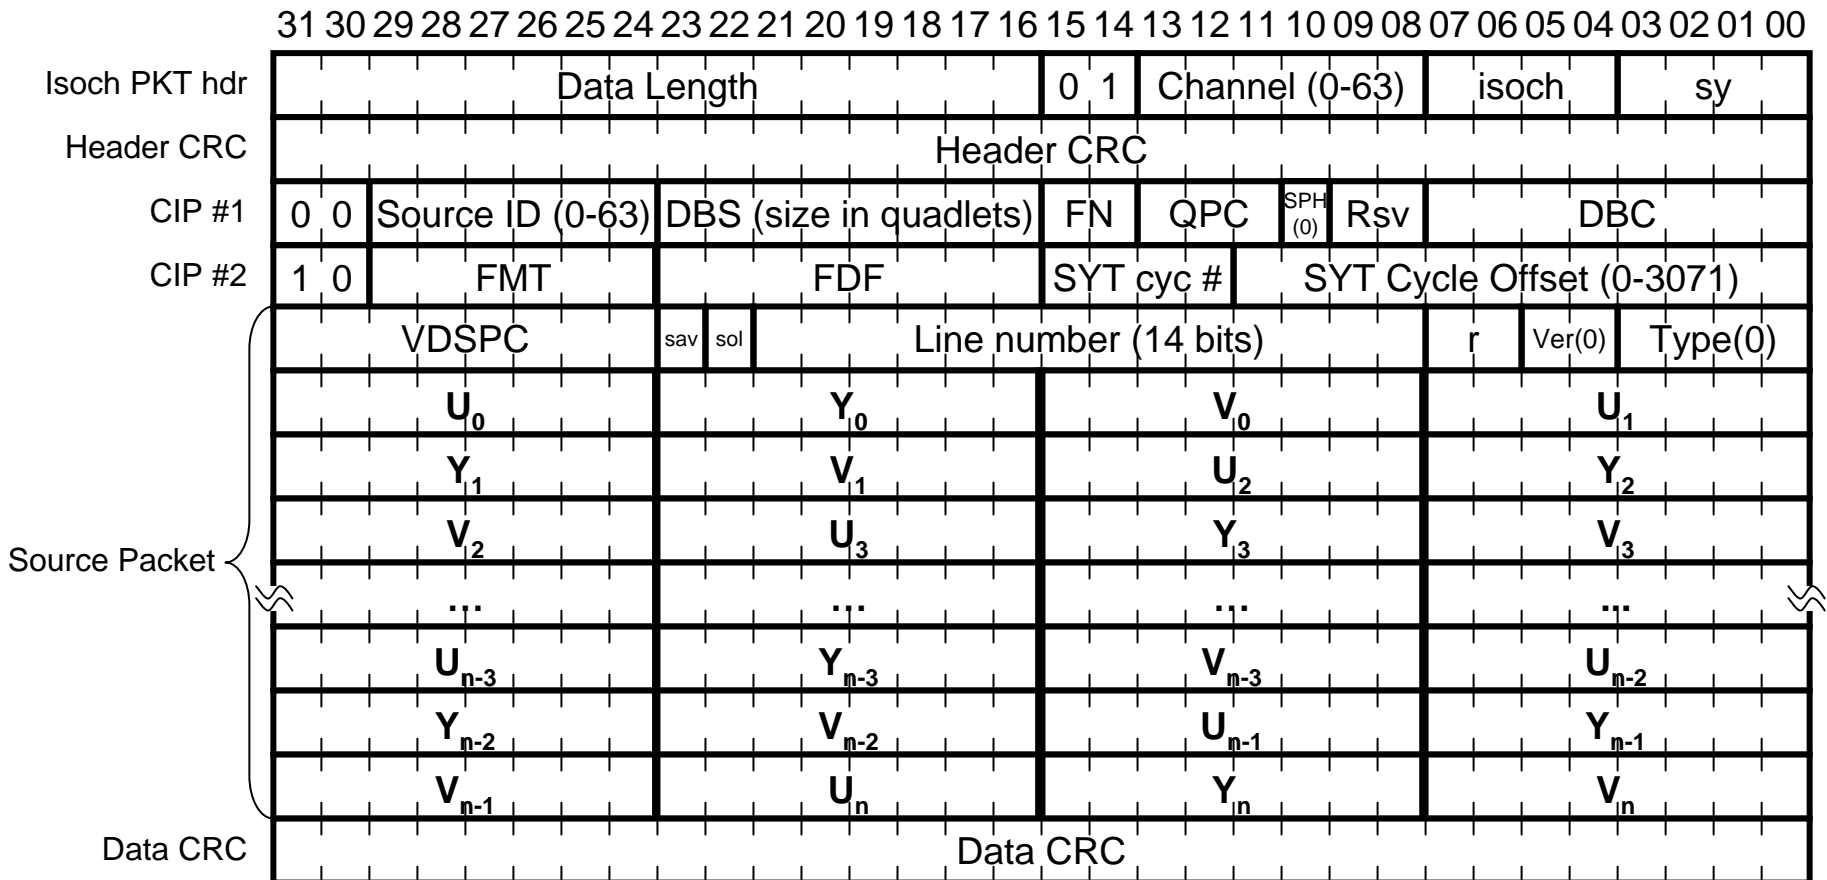 31 30 29 28 27 26 25 24 23 22 21 20 19 18 17 16 15 14 13 12 11 10 09 08 07 06 05 04 03 02 01 00
Isoch PKT hdr Data Length 0 1 Channel (0-63) isoch sy
Header CRC Header CRC
CIP #1 0 0 Source ID (0-63) DBS (size in quadlets) FN QPC SPH (0) Rsv DBC
CIP #2 1 0 FMT FDF SYT cyc # SYT Cycle Offset (0-3071)
VDSPC sav sol Line number (14 bits) r Ver(0) Type(0)
U0 Y0 V0 U1
Y1 V1 U2 Y2
V2 U3 Y3 V3
Source Packet
... ... ... ...
Un-3 Yn-3 Vn-3 Un-2
Yn-2 Vn-2 Un-1 Yn-1
Vn-1 Un Yn Vn
Data CRC Data CRC